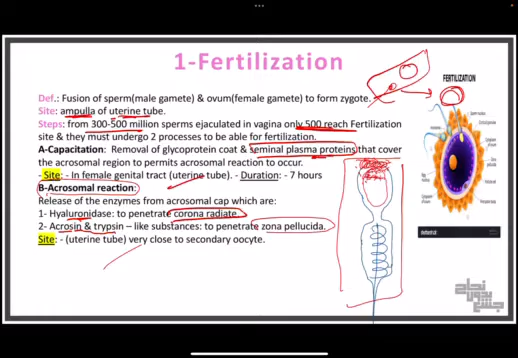 1-Fertilization
Def.: Fusion of sperm(male gamete) & ovum(female gamete) to form zygote.
Site: ampulla of uterine tube.
Steps: from 300-500 million sperms ejaculated in vagina only 500 reach Fertilization
site & they must undergo 2 processes to be able for fertilization.
A-Capacitation: Removal of glycoprotein coat & seminal plasma proteins that cover
the acrosomal region to permits acrosomal reaction to occur.
- Site: - In female genital tract (uterine tube). - Duration: - 7 hours
B-Acrosomal reaction:
Release of the enzymes from acrosomal cap which are:
1- Hyaluronidase: to penetrate corona radiate.
2- Acrosin & trypsin – like substances: to penetrate zona pellucida.
Site: - (uterine tube) very close to secondary oocyte.
FERTILIZATION